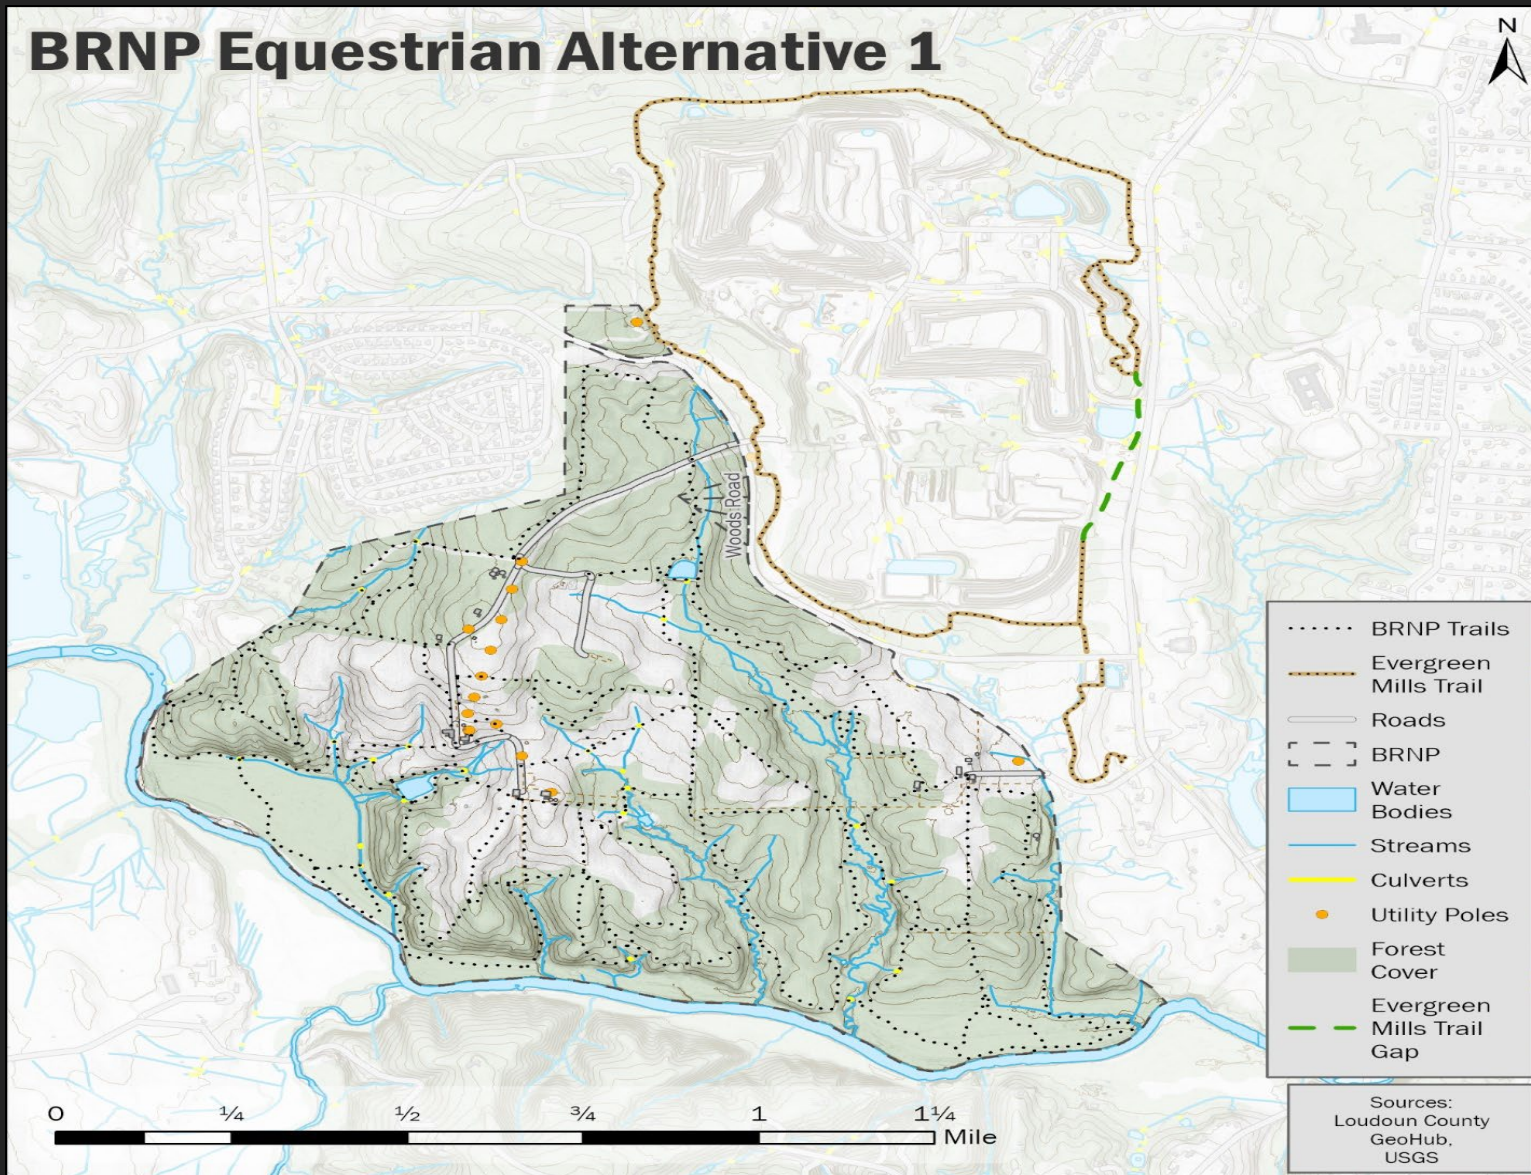 BRNP Equestrian Alternative 1
N
Woods Road
BRNP Trails
Evergreen
Mills Trail
Roads
BRNP
Water
Bodies
Streams
Culverts
Utility Poles
Forest
Cover
Evergreen
Mills Trail
Gap
Sources:
Loudoun County
GeoHub,
USGS
0 ¼ ½ ¾ 1 1¼
Mile